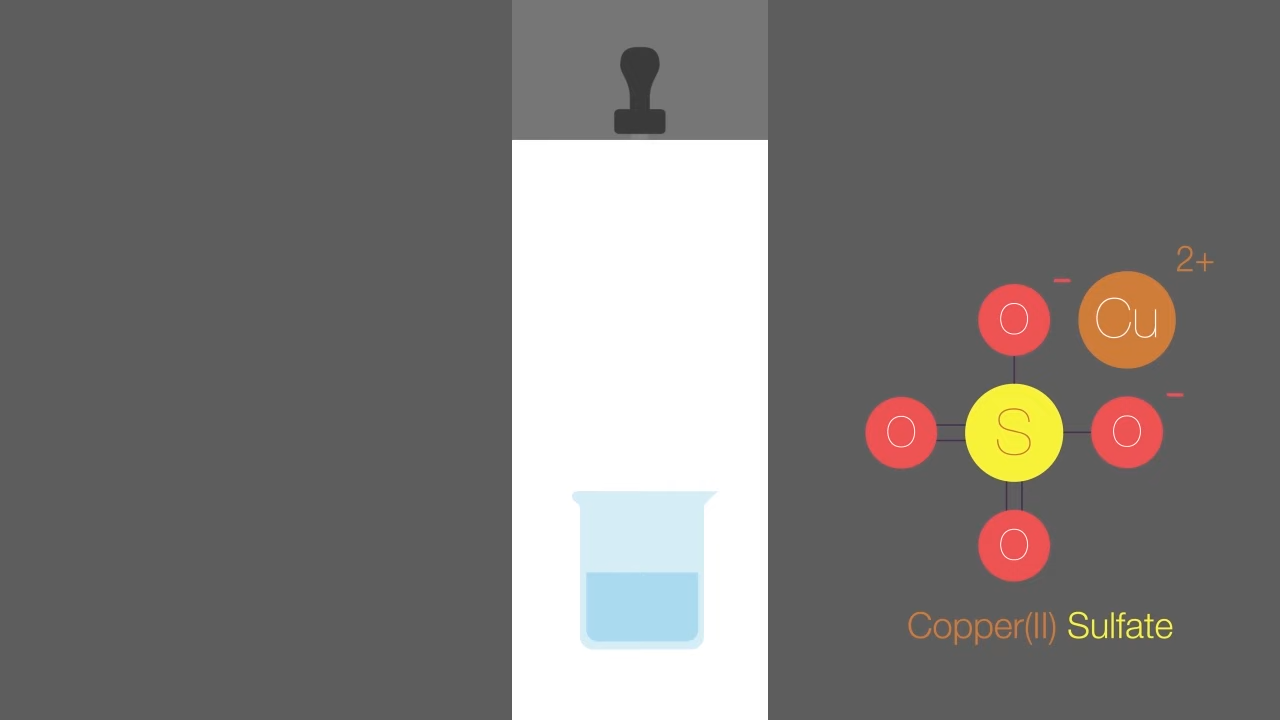 2+
O − Cu
−
O S O
O
Copper(II) Sulfate